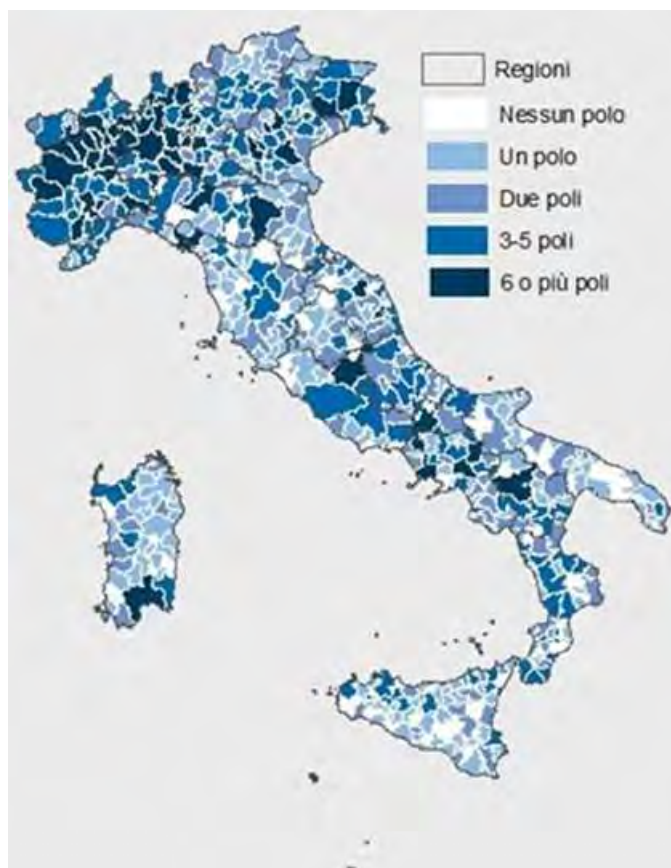 Regioni
Nessun polo
Un polo
Due poli
3-5 poli
6 o più poli